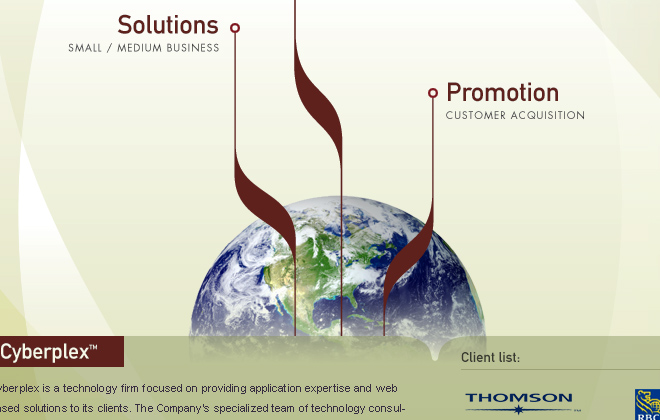 Solutions
SMALL / MEDIUM BUSINESS
Promotion
CUSTOMER ACQUISITION
Cyberplex™
yberplex is a technology firm focused on providing application expertise and web
ased solutions to its clients. The Company's specialized team of technology consul-
Client list:
THOMSON
RBC